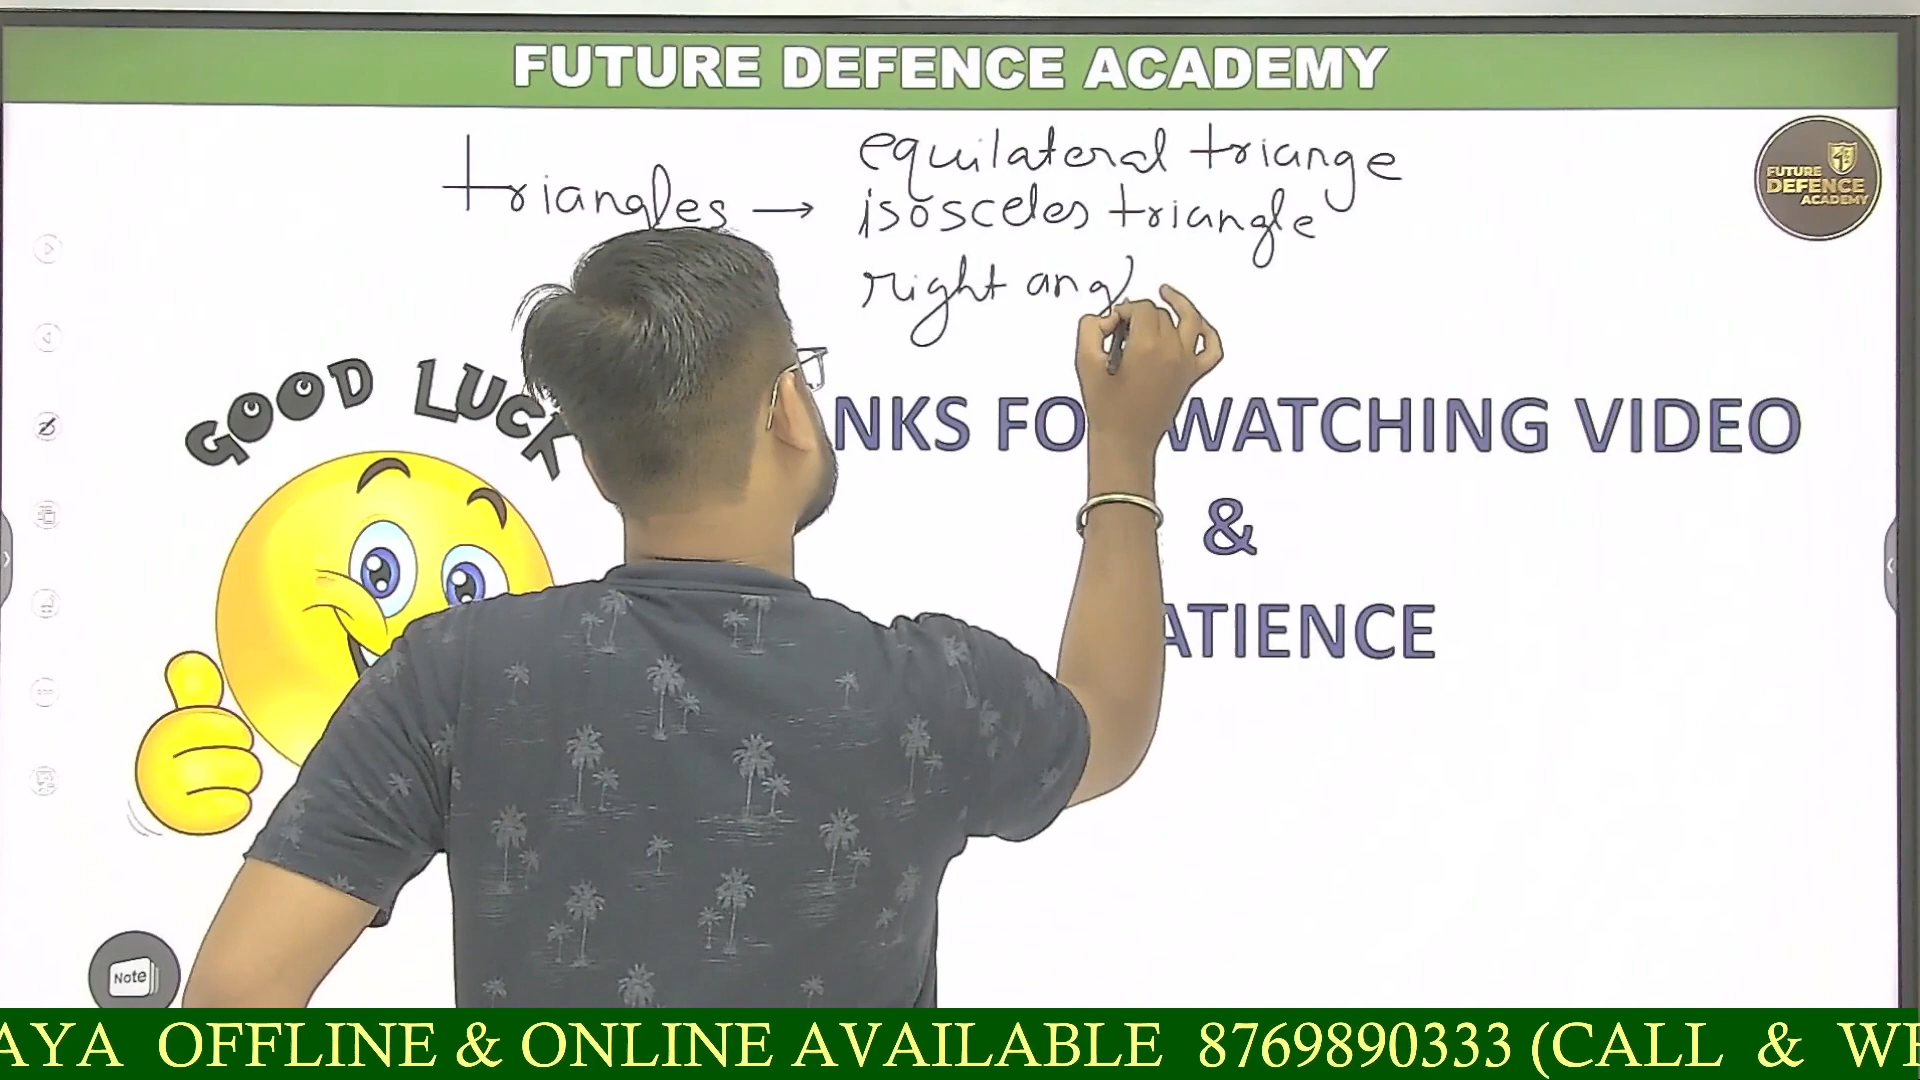 FUTURE DEFENCE ACADEMY
triangles → equilateral triange
isosceles triangle
right ang
FUTURE
DEFENCE
ACADEMY
GOOD LUCK
NKS FO WATCHING VIDEO
&
ATIENCE
Note
AYA OFFLINE & ONLINE AVAILABLE 8769890333 (CALL & WH